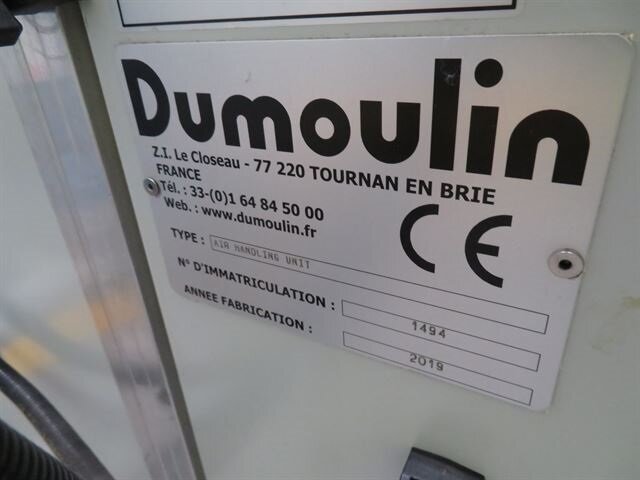 Dumoulin
Z.I. Le Closeau - 77 220 TOURNAN EN BRIE
FRANCE
Tél. : 33-(0)1 64 84 50 00
Web. : www.dumoulin.fr
CE
TYPE : AIR HANDLING UNIT
N° D'IMMATRICULATION : 1494
ANNEE FABRICATION : 2019